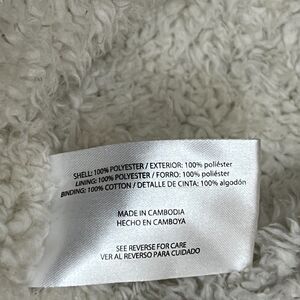 SHELL: 100% POLYESTER / EXTERIOR: 100% poliéster
LINING: 100% POLYESTER / FORRO: 100% poliéster
BINDING: 100% COTTON / DETALLE DE CINTA: 100% algodón
MADE IN CAMBODIA
HECHO EN CAMBOYA
SEE REVERSE FOR CARE
VER AL REVERSO PARA CUIDADO